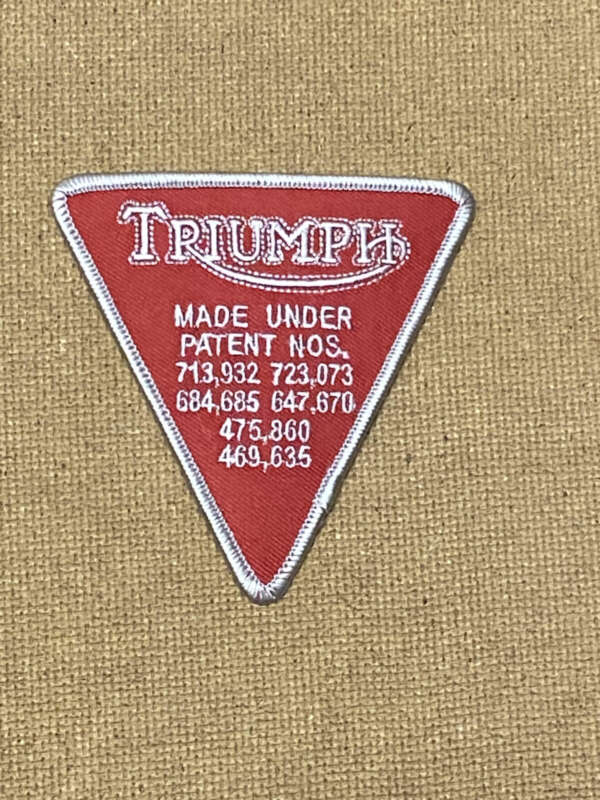 TRIUMPH
MADE UNDER
PATENT NOS.
713,932 723,073
684,685 647,670
475,860
469,635